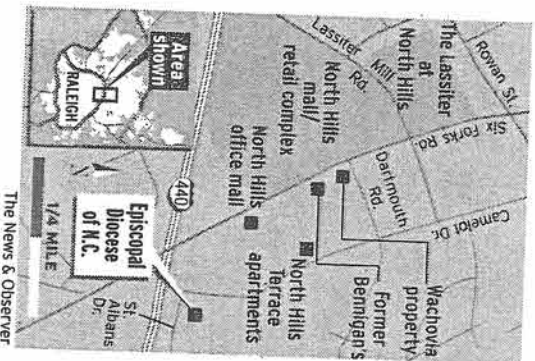 Rowan St.
The Lassiter
at
North Hills
Lassiter
Mill
Rd.
Six Forks Rd.
North Hills
mall/
retail complex
Dartmouth
Rd.
Camelot Dr.
Wachovia
property
Former
Bennigan's
North Hills
office mall
North Hills
Terrace
apartments
440
Area
shown
RALEIGH
Episcopal
Diocese
of N.C.
St.
Albans
Dr.
1/4 MILE
The News & Observer